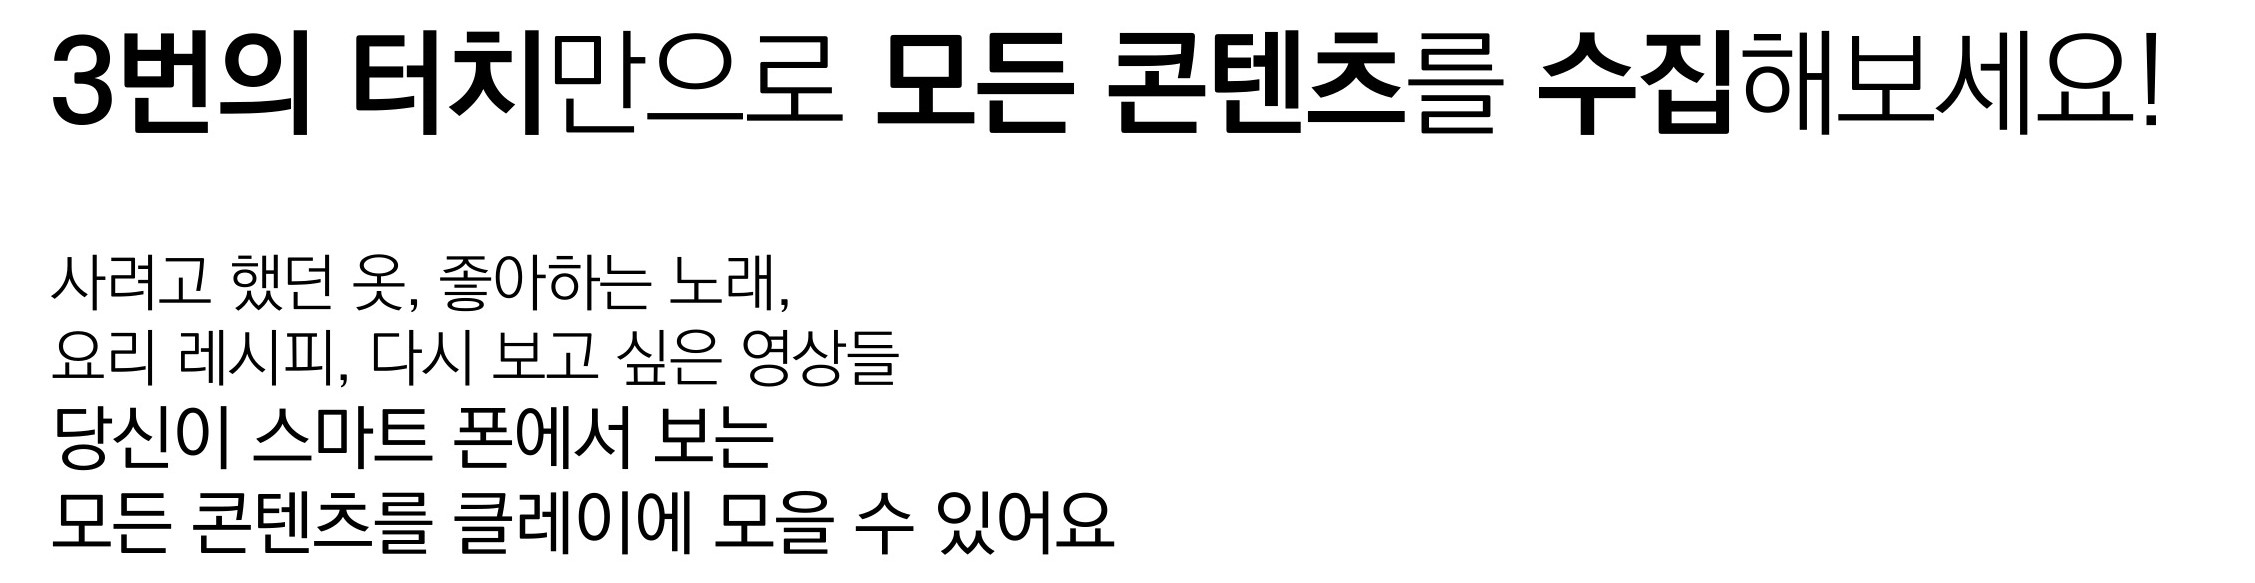 3번의 터치만으로 모든 콘텐츠를 수집해보세요!
사려고 했던 옷, 좋아하는 노래,
요리 레시피, 다시 보고 싶은 영상들
당신이 스마트 폰에서 보는
모든 콘텐츠를 클레이에 모을 수 있어요